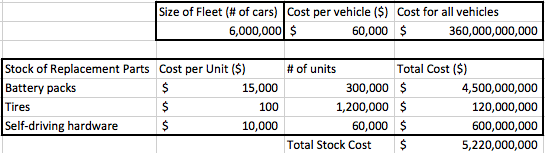 Size of Fleet (# of cars) Cost per vehicle ($) Cost for all vehicles
6,000,000 $ 60,000 $ 360,000,000,000
Stock of Replacement Parts Cost per Unit ($) # of units Total Cost ($)
Battery packs $ 15,000 300,000 $ 4,500,000,000
Tires $ 100 1,200,000 $ 120,000,000
Self-driving hardware $ 10,000 60,000 $ 600,000,000
Total Stock Cost $ 5,220,000,000